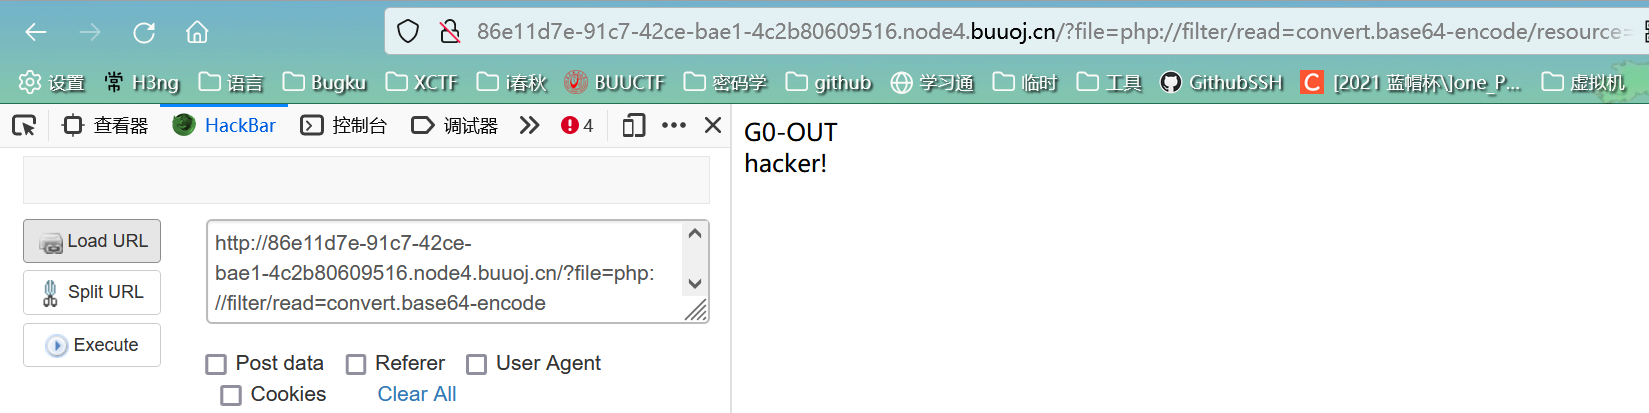 86e11d7e-91c7-42ce-bae1-4c2b80609516.node4.buuoj.cn/?file=php://filter/read=convert.base64-encode/resource=
设置 常 H3ng 语言 Bugku XCTF i春秋 BUUCTF 密码学 github 学习通 临时 工具 GithubSSH C [2021 蓝帽杯\]one_P... 虚拟机
查看器 HackBar 控制台 调试器 4
G0-OUT
hacker!
Load URL
Split URL
Execute
http://86e11d7e-91c7-42ce-
bae1-4c2b80609516.node4.buuoj.cn/?file=php:
//filter/read=convert.base64-encode
Post data Referer User Agent
Cookies Clear All